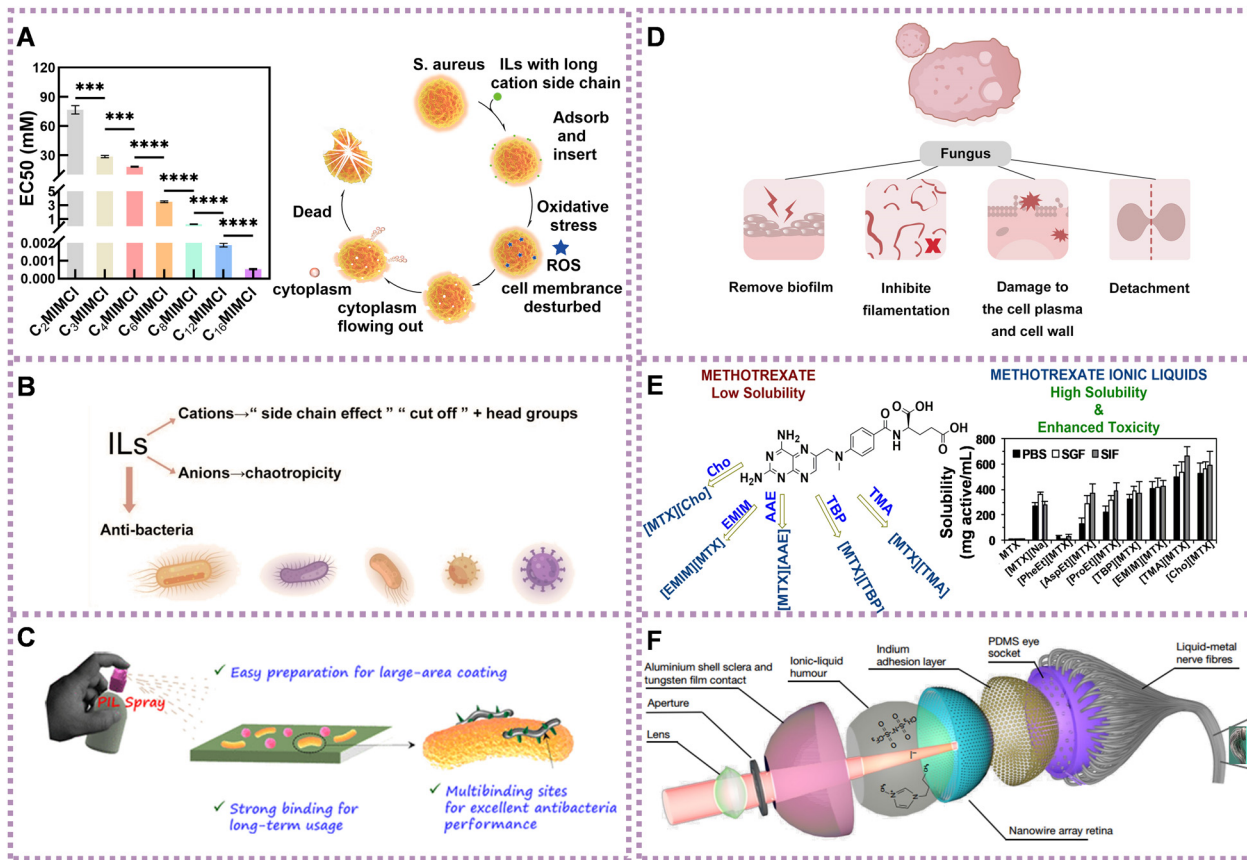 A
EC50 (mM)
120
90
60
30
5
3
1
0.002
0.001
0.000
***
***
****
****
****
****
C2MIMCl
C3MIMCl
C4MIMCl
C6MIMCl
C8MIMCl
C12MIMCl
C16MIMCl
S. aureus
ILs with long
cation side chain
Adsorb
and
insert
Oxidative
stress
ROS
cell membrance
desturbed
cytoplasm
flowing out
cytoplasm
Dead
B
ILs
Cations→“ side chain effect ” “ cut off ” + head groups
Anions→chaotropicity
Anti-bacteria
C
PIL Spray
✓ Easy preparation for large-area coating
✓ Strong binding for
long-term usage
✓ Multibinding sites
for excellent antibacteria
performance
D
Fungus
Remove biofilm
Inhibite
filamentation
Damage to
the cell plasma
and cell wall
Detachment
E
METHOTREXATE
Low Solubility
NH2
H2N
N
N
N
N
N
O
N
H
O
OH
OH
O
Cho
EMIM
AAE
TBP
TMA
[MTX][Cho]
[EMIM][MTX]
[MTX][AAE]
[MTX][TBP]
[MTX][TMA]
METHOTREXATE IONIC LIQUIDS
High Solubility
&
Enhanced Toxicity
Solubility
(mg active/mL)
800
600
400
200
0
PBS
SGF
SIF
MTX
[MTX][Na]
[PheEt][MTX]
[AspEt][MTX]
[ProEt][MTX]
[TBP][MTX]
[EMIM][MTX]
[TMA][MTX]
[Cho][MTX]
F
Aluminium shell sclera and
tungsten film contact
Aperture
Lens
Ionic-liquid
humour
Indium
adhesion layer
PDMS eye
socket
Liquid-metal
nerve fibres
Nanowire array retina